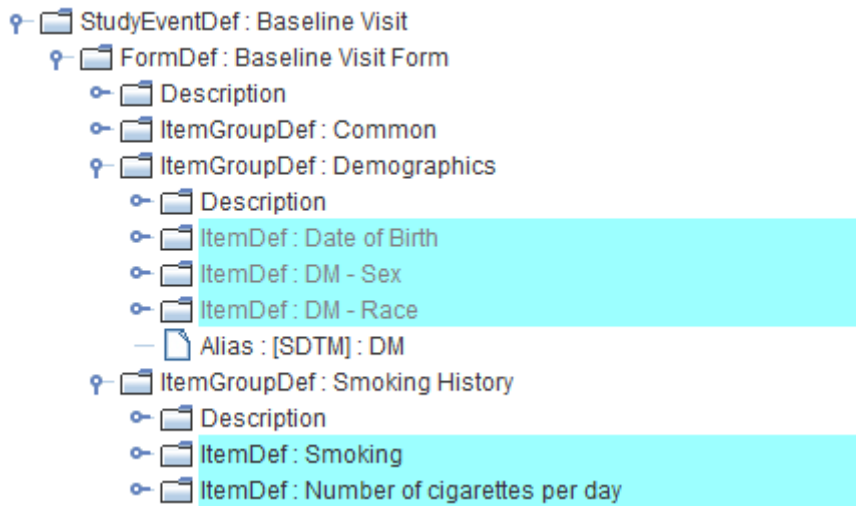 StudyEventDef : Baseline Visit
FormDef : Baseline Visit Form
Description
ItemGroupDef : Common
ItemGroupDef : Demographics
Description
ItemDef : Date of Birth
ItemDef : DM - Sex
ItemDef : DM - Race
Alias : [SDTM] : DM
ItemGroupDef : Smoking History
Description
ItemDef : Smoking
ItemDef : Number of cigarettes per day